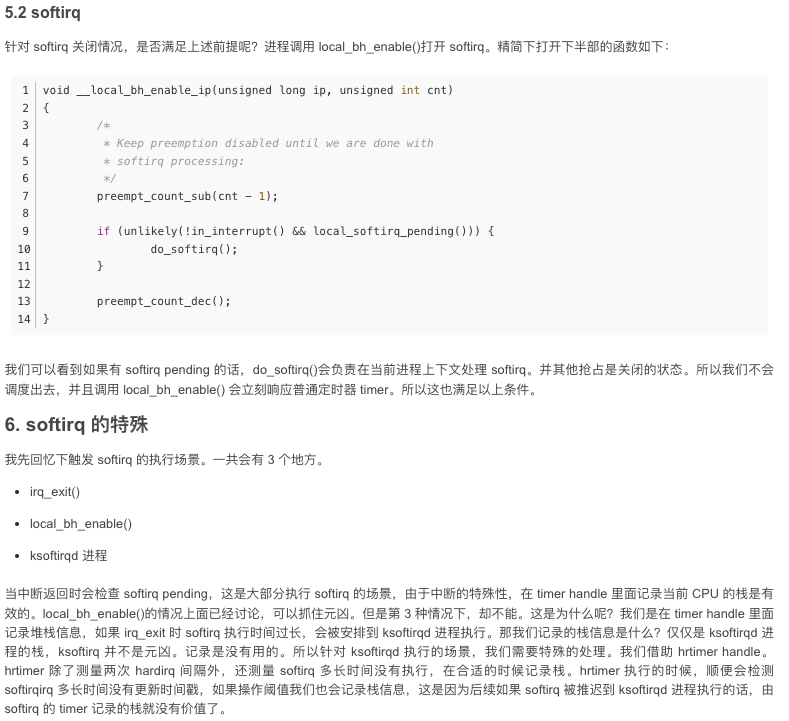 5.2 softirq
针对 softirq 关闭情况，是否满足上述前提呢？进程调用 local_bh_enable()打开 softirq。精简下打开下半部的函数如下：
1 void __local_bh_enable_ip(unsigned long ip, unsigned int cnt)
2 {
3 /*
4 * Keep preemption disabled until we are done with
5 * softirq processing:
6 */
7 preempt_count_sub(cnt - 1);
8
9 if (unlikely(!in_interrupt() && local_softirq_pending())) {
10 do_softirq();
11 }
12
13 preempt_count_dec();
14 }
我们可以看到如果有 softirq pending 的话，do_softirq()会负责在当前进程上下文处理 softirq。并其他抢占是关闭的状态。所以我们不会
调度出去，并且调用 local_bh_enable() 会立刻响应普通定时器 timer。所以这也满足以上条件。
6. softirq 的特殊
我先回忆下触发 softirq 的执行场景。一共会有 3 个地方。
• irq_exit()
• local_bh_enable()
• ksoftirqd 进程
当中断返回时会检查 softirq pending，这是大部分执行 softirq 的场景，由于中断的特殊性，在 timer handle 里面记录当前 CPU 的栈是有
效的。local_bh_enable()的情况上面已经讨论，可以抓住元凶。但是第 3 种情况下，却不能。这是为什么呢？我们是在 timer handle 里面
记录堆栈信息，如果 irq_exit 时 softirq 执行时间过长，会被安排到 ksoftirqd 进程执行。那我们记录的栈信息是什么？仅仅是 ksoftirqd 进
程的栈，ksoftirq 并不是元凶。记录是没有用的。所以针对 ksoftirqd 执行的场景，我们需要特殊的处理。我们借助 hrtimer handle。
hrtimer 除了测量两次 hardirq 间隔外，还测量 softirq 多长时间没有执行，在合适的时候记录栈。hrtimer 执行的时候，顺便会检测
softirqirq 多长时间没有更新时间戳，如果操作阈值我们也会记录栈信息，这是因为后续如果 softirq 被推迟到 ksoftirqd 进程执行的话，由
softirq 的 timer 记录的栈就没有价值了。